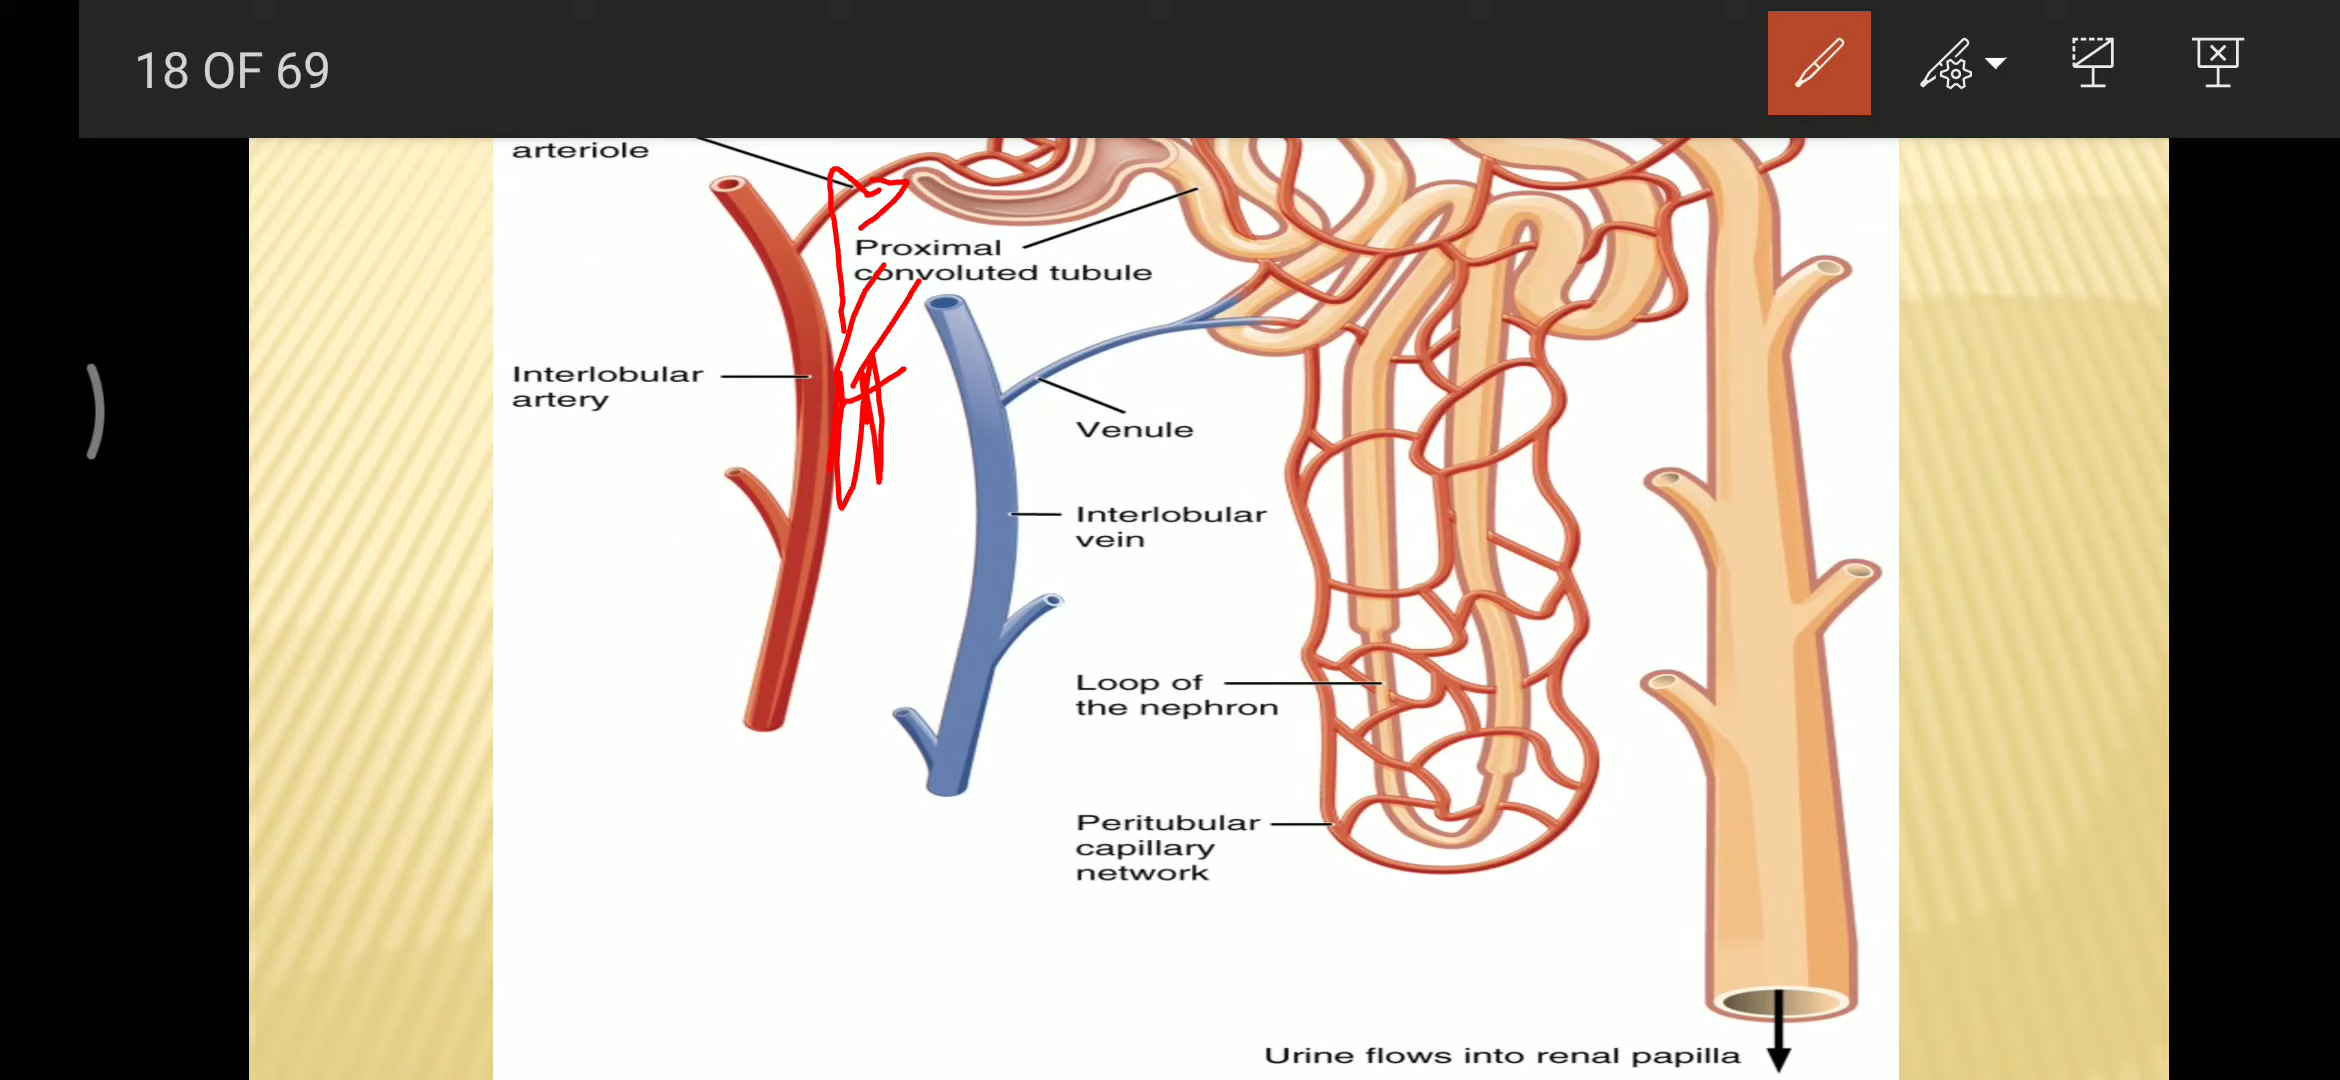 18 OF 69
arteriole
Proximal
convoluted tubule
Interlobular
artery
Venule
Interlobular
vein
Loop of
the nephron
Peritubular
capillary
network
Urine flows into renal papilla